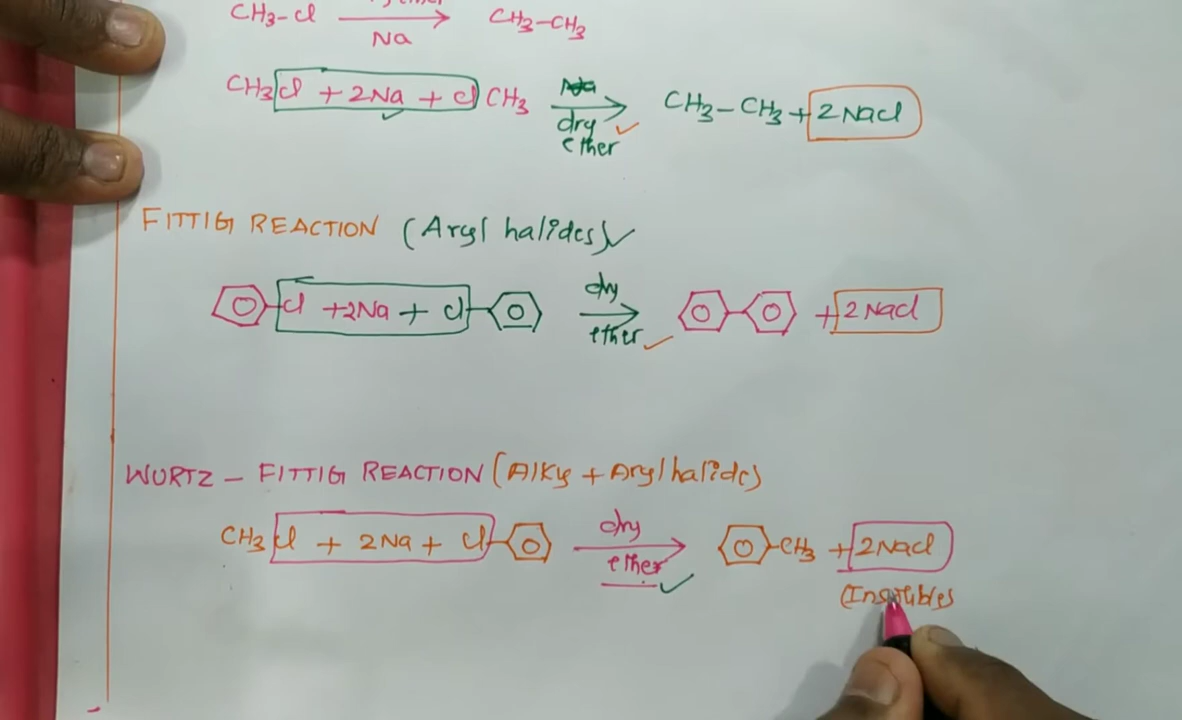 CH3-Cl ⟶ CH3-CH3
Na
CH3Cl + 2Na + Cl CH3 ⟶ CH3-CH3 + 2NaCl
dry
ether
FITTIG REACTION (Aryl halides)
Cl +2Na + Cl dry ⟶ + 2NaCl
ether
WURTZ - FITTIG REACTION (Alky + Aryl halide)
CH3Cl + 2Na + Cl dry ⟶ CH3 + 2NaCl
ether